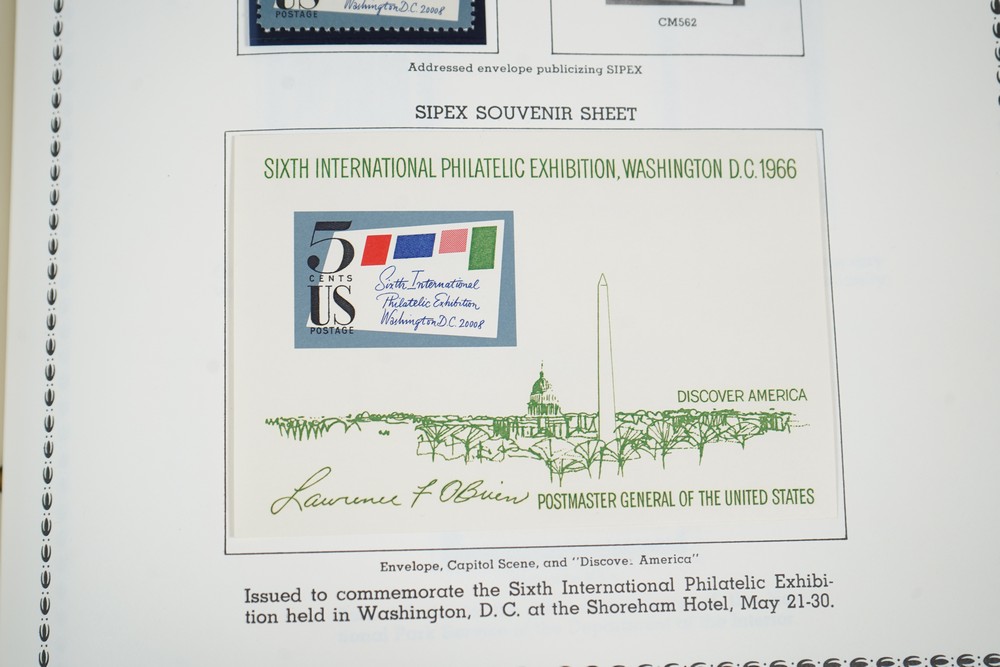 US
POSTAGE
Washington D.C. 20008
CM562
Addressed envelope publicizing SIPEX
SIPEX SOUVENIR SHEET
SIXTH INTERNATIONAL PHILATELIC EXHIBITION, WASHINGTON D.C. 1966
5
CENTS
US
POSTAGE
Sixth International
Philatelic Exhibition
Washington D.C. 20008
DISCOVER AMERICA
Lawrence F O'Brien POSTMASTER GENERAL OF THE UNITED STATES
Envelope, Capitol Scene, and "Discove. America"
Issued to commemorate the Sixth International Philatelic Exhibi-
tion held in Washington, D. C. at the Shoreham Hotel, May 21-30.